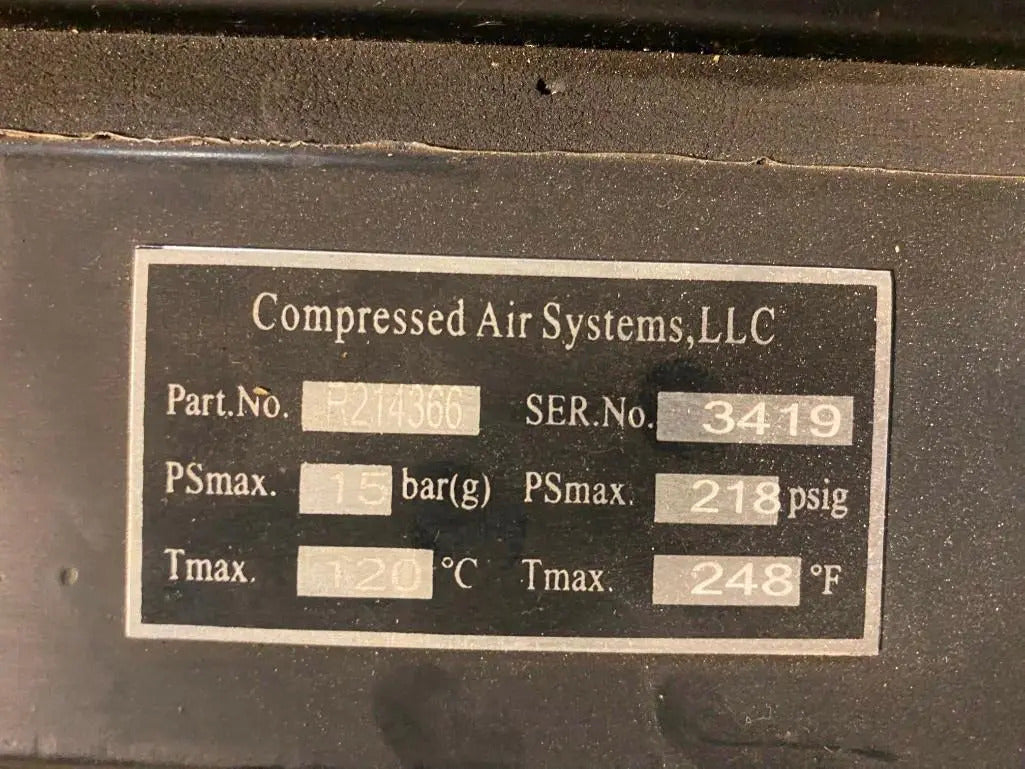 Compressed Air Systems,LLC
Part.No. R214366 SER.No. 3419
PSmax. 15 bar(g) PSmax. 218 psig
Tmax. 120 °C Tmax. 248 °F